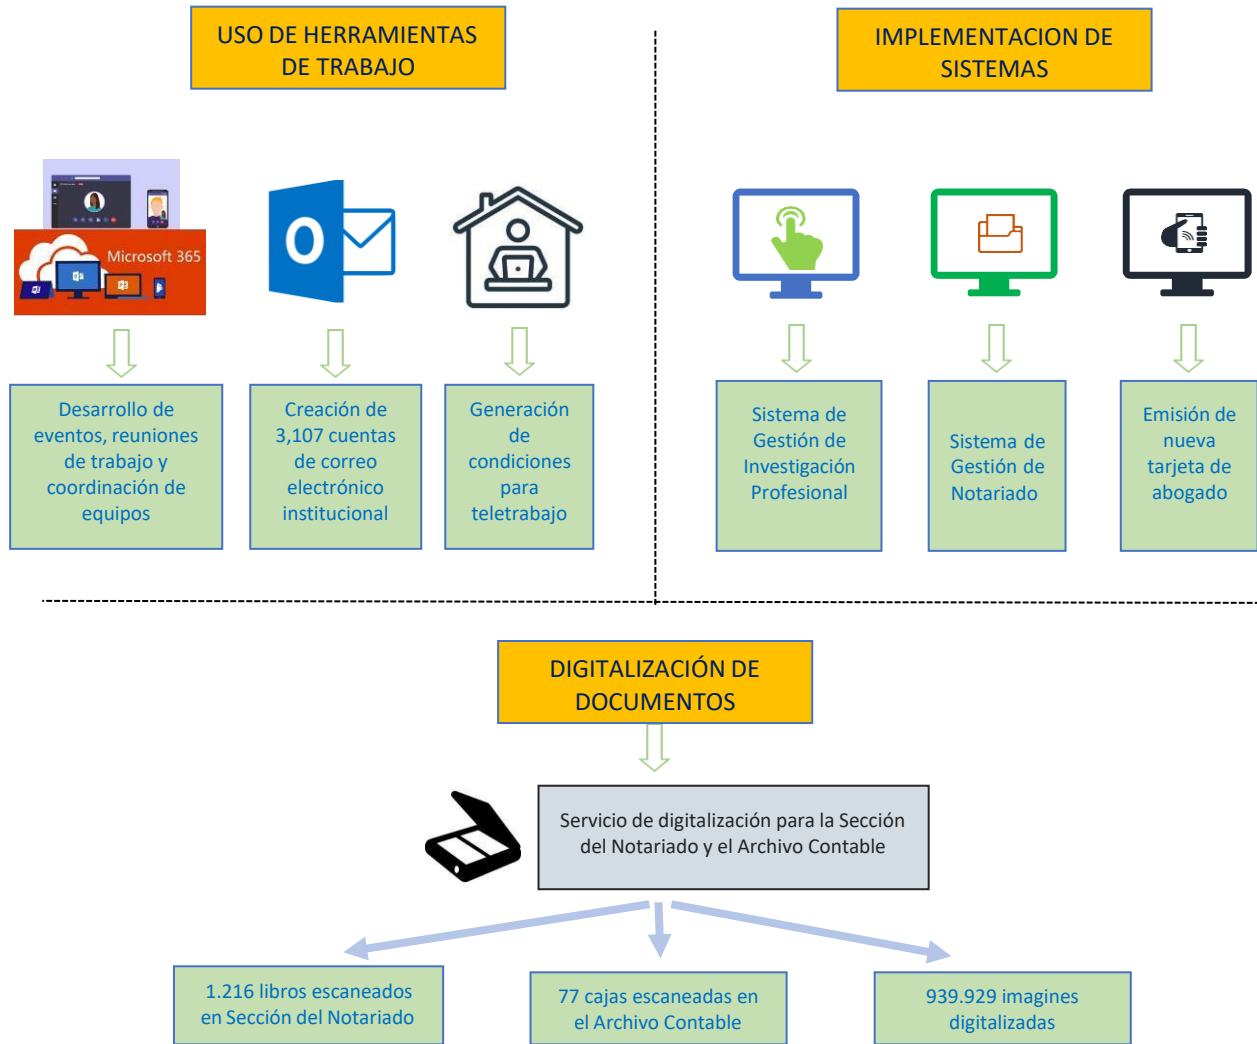 USO DE HERRAMIENTAS
DE TRABAJO
IMPLEMENTACION DE
SISTEMAS
Microsoft 365
Desarrollo de
eventos, reuniones
de trabajo y
coordinación de
equipos
Creación de
3,107 cuentas
de correo
electrónico
institucional
Generación
de
condiciones
para
teletrabajo
Sistema de
Gestión de
Investigación
Profesional
Sistema de
Gestión de
Notariado
Emisión de
nueva
tarjeta de
abogado
DIGITALIZACIÓN DE
DOCUMENTOS
Servicio de digitalización para la Sección
del Notariado y el Archivo Contable
1.216 libros escaneados
en Sección del Notariado
77 cajas escaneadas en
el Archivo Contable
939.929 imagines
digitalizadas